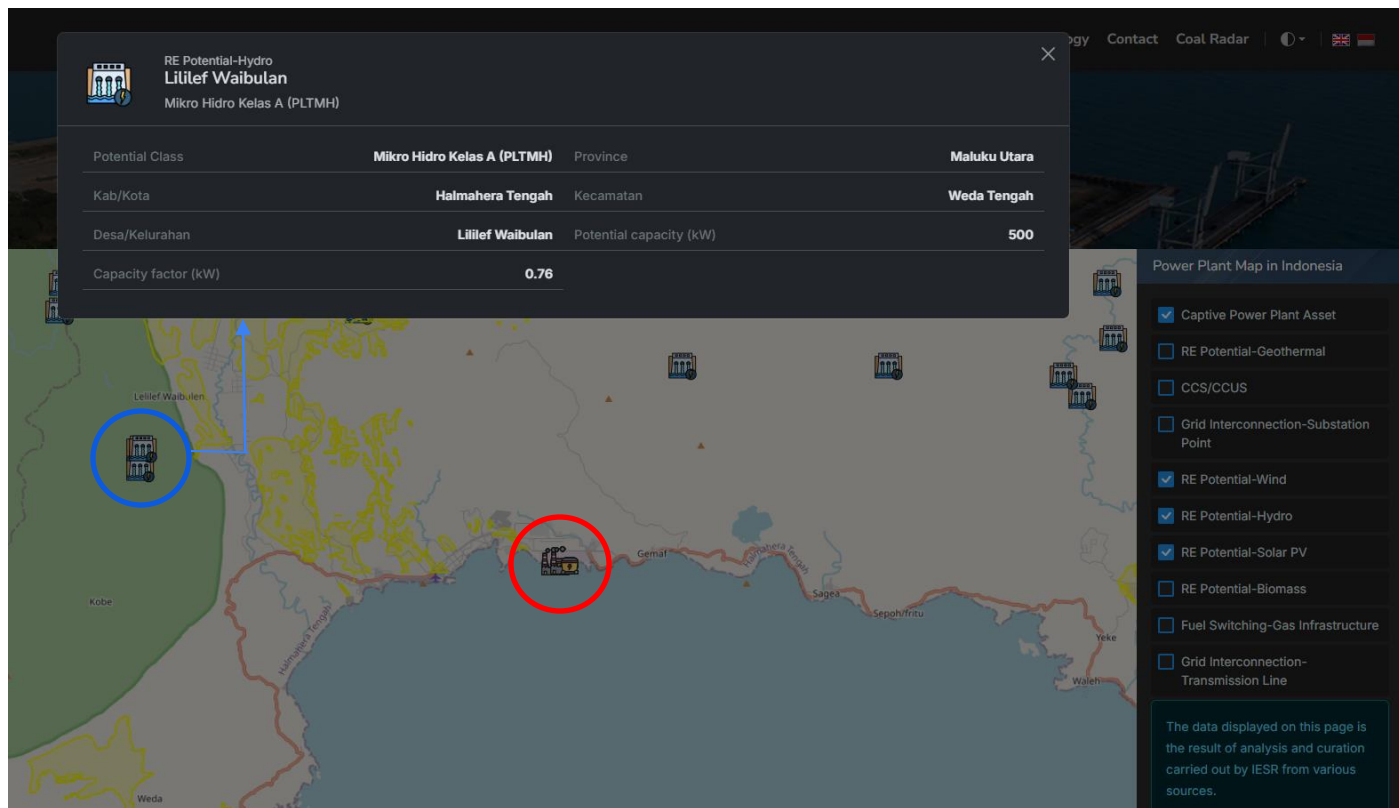 RE Potential-Hydro
Lililef Waibulan
Mikro Hidro Kelas A (PLTMH)
ogy Contact Coal Radar
Potential Class Mikro Hidro Kelas A (PLTMH) Province Maluku Utara
Kab/Kota Halmahera Tengah Kecamatan Weda Tengah
Desa/Kelurahan Lililef Waibulan Potential capacity (kW) 500
Capacity factor (kW) 0.76
Power Plant Map in Indonesia
Captive Power Plant Asset
RE Potential-Geothermal
CCS/CCUS
Grid Interconnection-Substation
Point
RE Potential-Wind
RE Potential-Hydro
RE Potential-Solar PV
RE Potential-Biomass
Fuel Switching-Gas Infrastructure
Grid Interconnection-
Transmission Line
The data displayed on this page is
the result of analysis and curation
carried out by IESR from various
sources.
Lelilef Waibulen
Gemaf
Halmahera Tengah
Sagea
Sepoh/fritu
Kobe
Halmahera Tengah
Yeke
Waleh
Weda